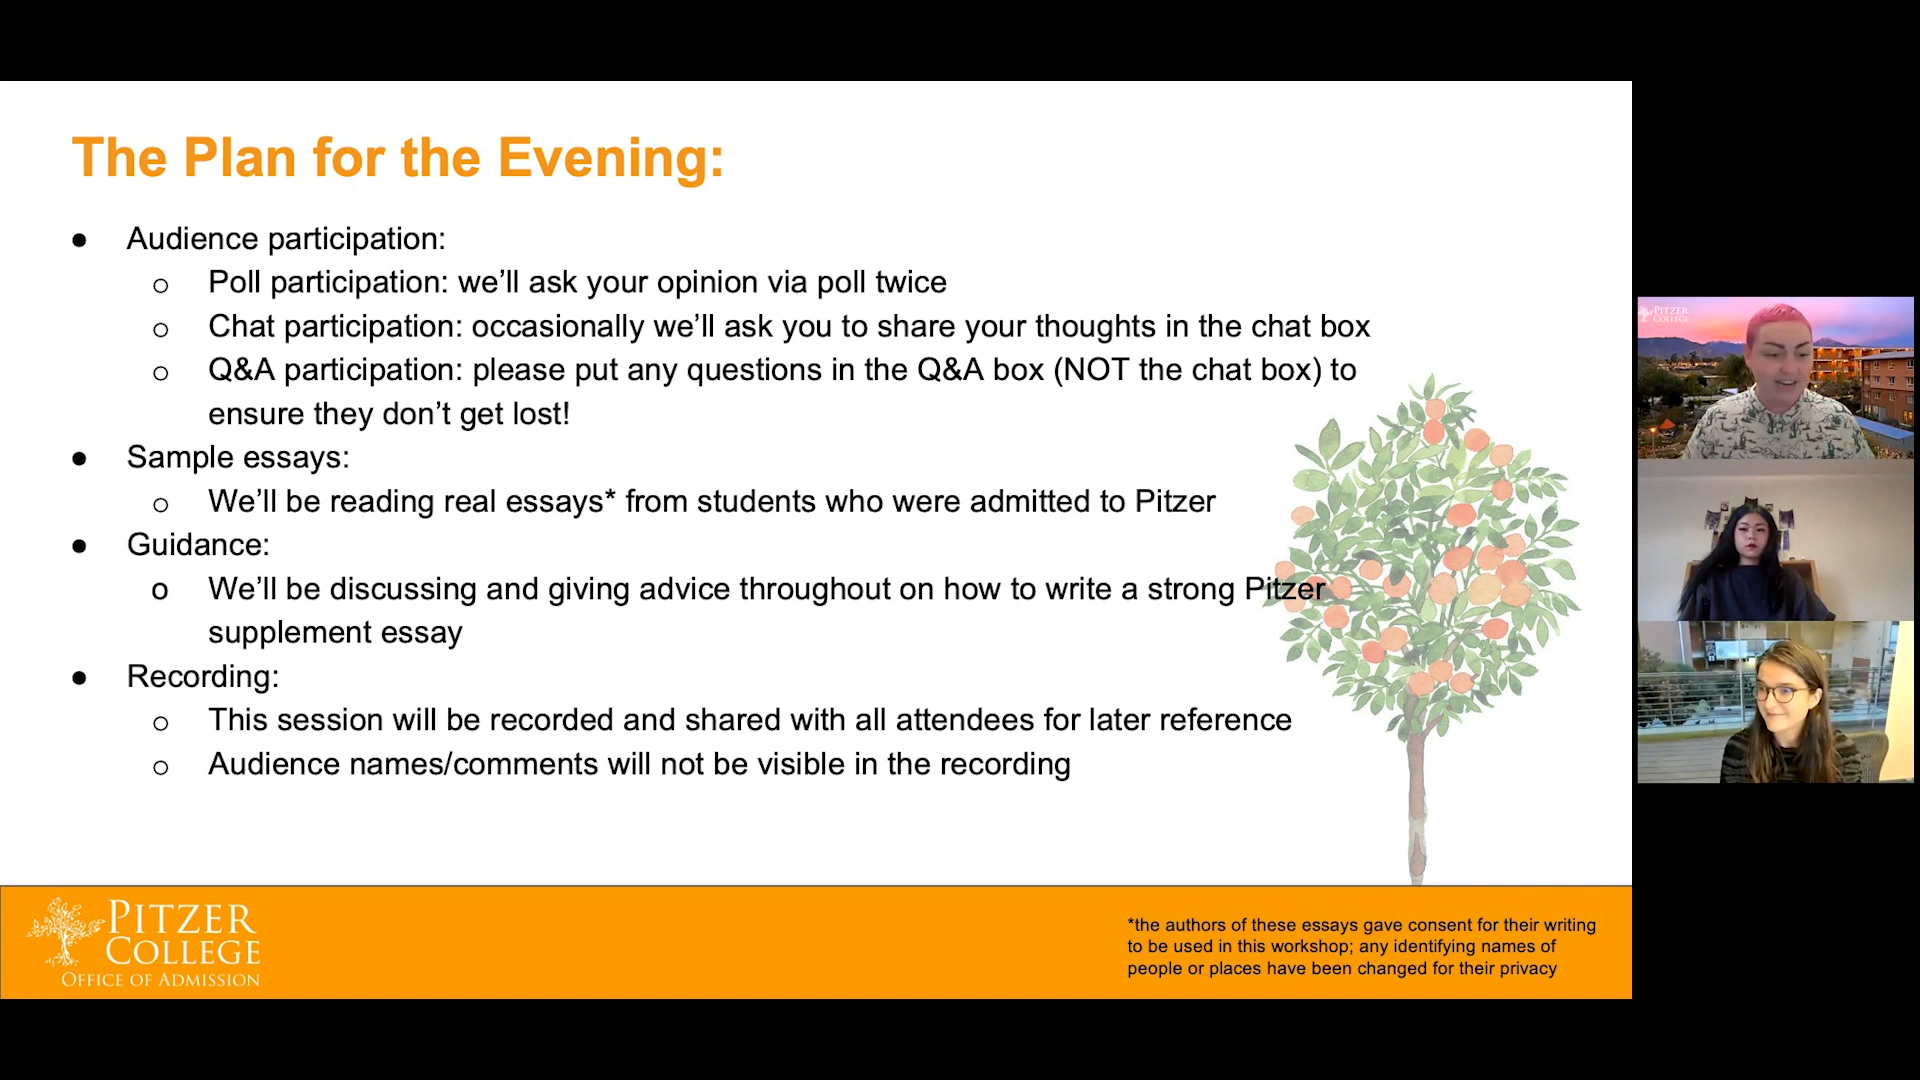 The Plan for the Evening:
● Audience participation:
○ Poll participation: we’ll ask your opinion via poll twice
○ Chat participation: occasionally we’ll ask you to share your thoughts in the chat box
○ Q&A participation: please put any questions in the Q&A box (NOT the chat box) to
ensure they don’t get lost!
● Sample essays:
○ We’ll be reading real essays* from students who were admitted to Pitzer
● Guidance:
o We’ll be discussing and giving advice throughout on how to write a strong Pitzer
supplement essay
● Recording:
○ This session will be recorded and shared with all attendees for later reference
○ Audience names/comments will not be visible in the recording
PITZER
COLLEGE
OFFICE OF ADMISSION
*the authors of these essays gave consent for their writing
to be used in this workshop; any identifying names of
people or places have been changed for their privacy
PITZER
COLLEGE